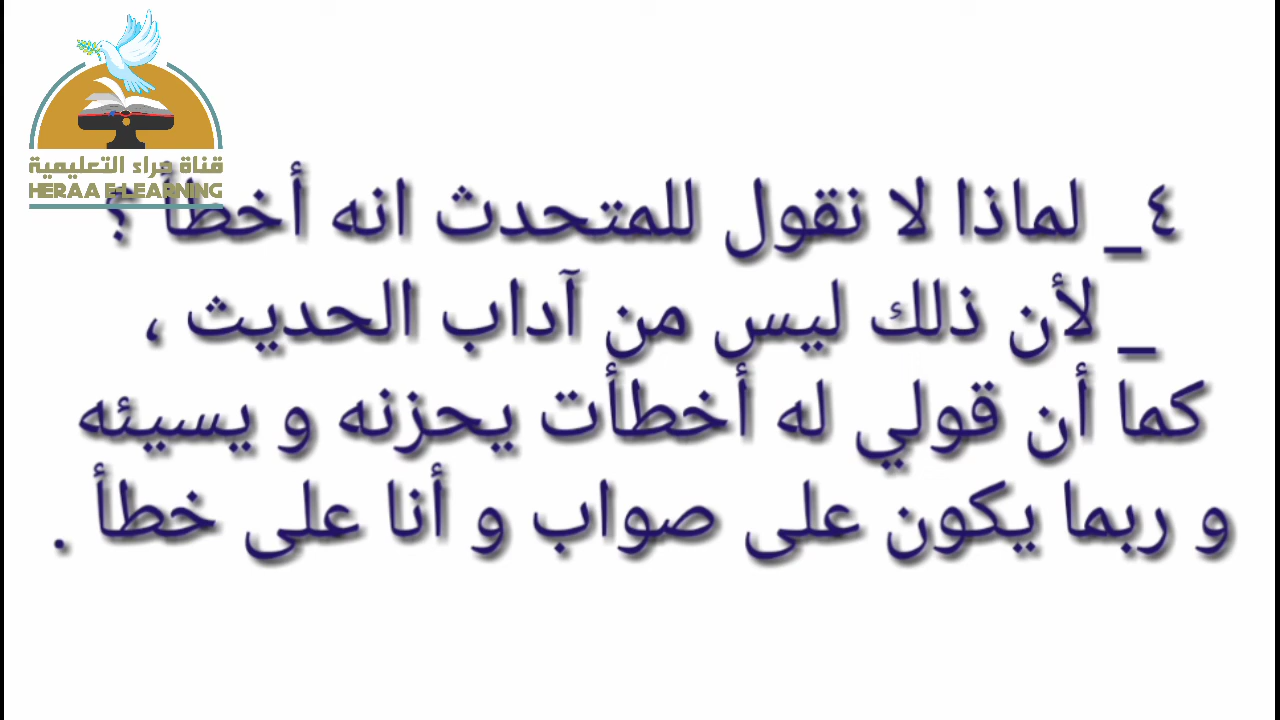 قناة حراء التعليمية
HERAA E-LEARNING
٤_ لماذا لا نقول للمتحدث انه أخطأ ؟
_ لأن ذلك ليس من آداب الحديث ،
كما أن قولي له أخطأت يحزنه و يسيئه
و ربما يكون على صواب و أنا على خطأ .